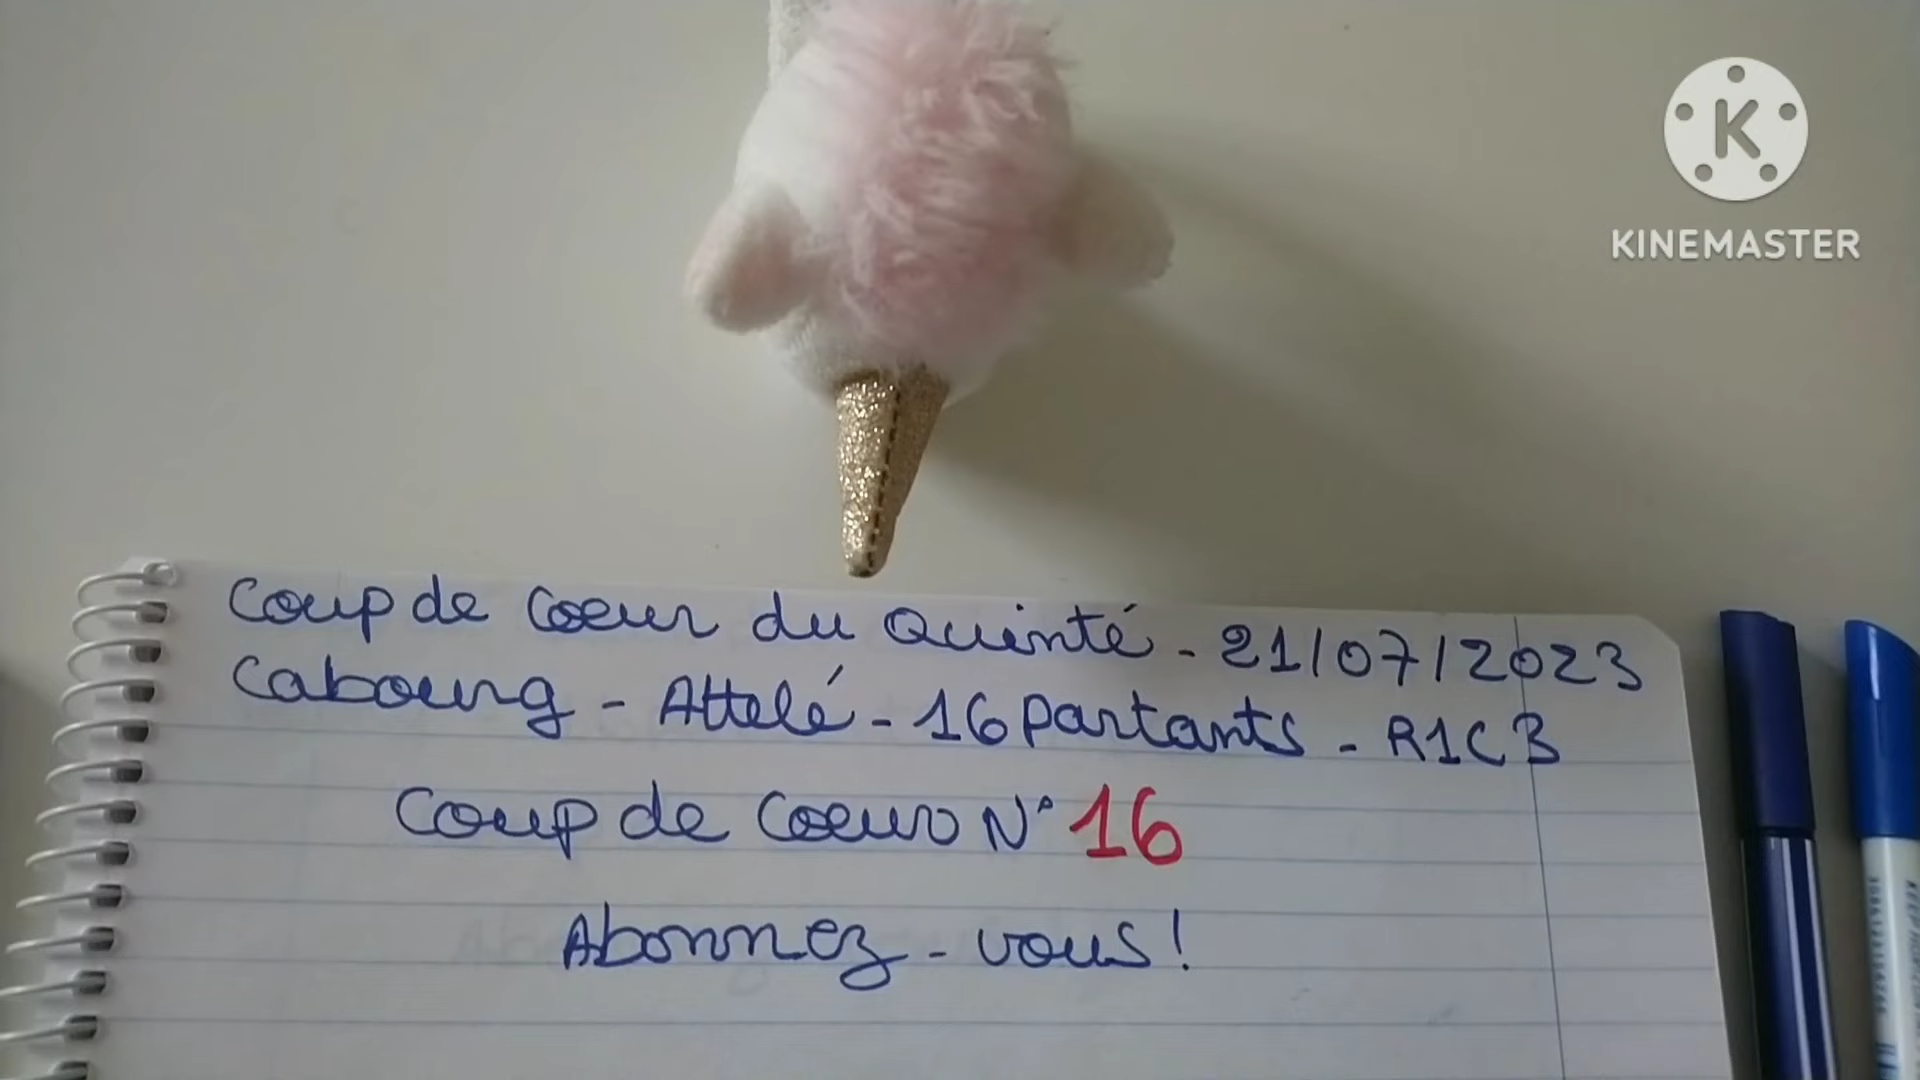 KINEMASTER
Coup de Coeur du Quinté - 21/07/2023
Cabourg - Attelé - 16 Partants - R1C3
Coup de Coeur N° 16
Abonnez-vous!